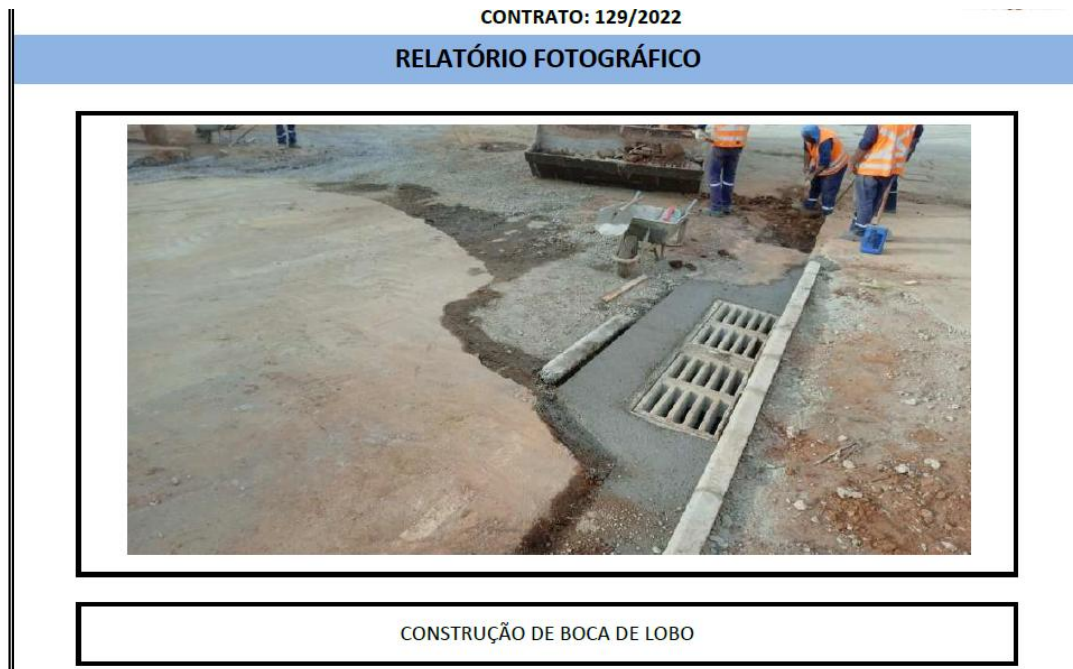 CONTRATO: 129/2022
RELATÓRIO FOTOGRÁFICO
CONSTRUÇÃO DE BOCA DE LOBO